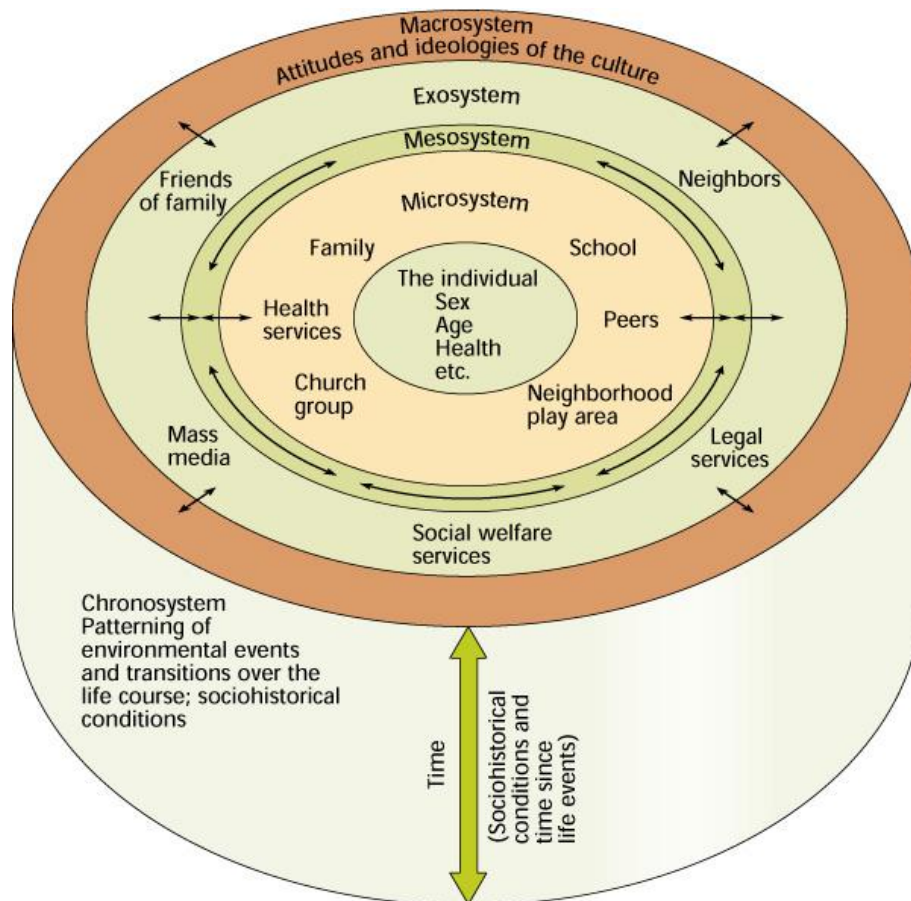 Macrosystem
Attitudes and ideologies of the culture
Exosystem
Mesosystem
Friends
of family
Neighbors
Microsystem
Family
School
The individual
Sex
Age
Health
etc.
Health
services
Peers
Church
group
Neighborhood
play area
Mass
media
Legal
services
Social welfare
services
Chronosystem
Patterning of
environmental events
and transitions over the
life course; sociohistorical
conditions
Time
(Sociohistorical
conditions and
time since
life events)